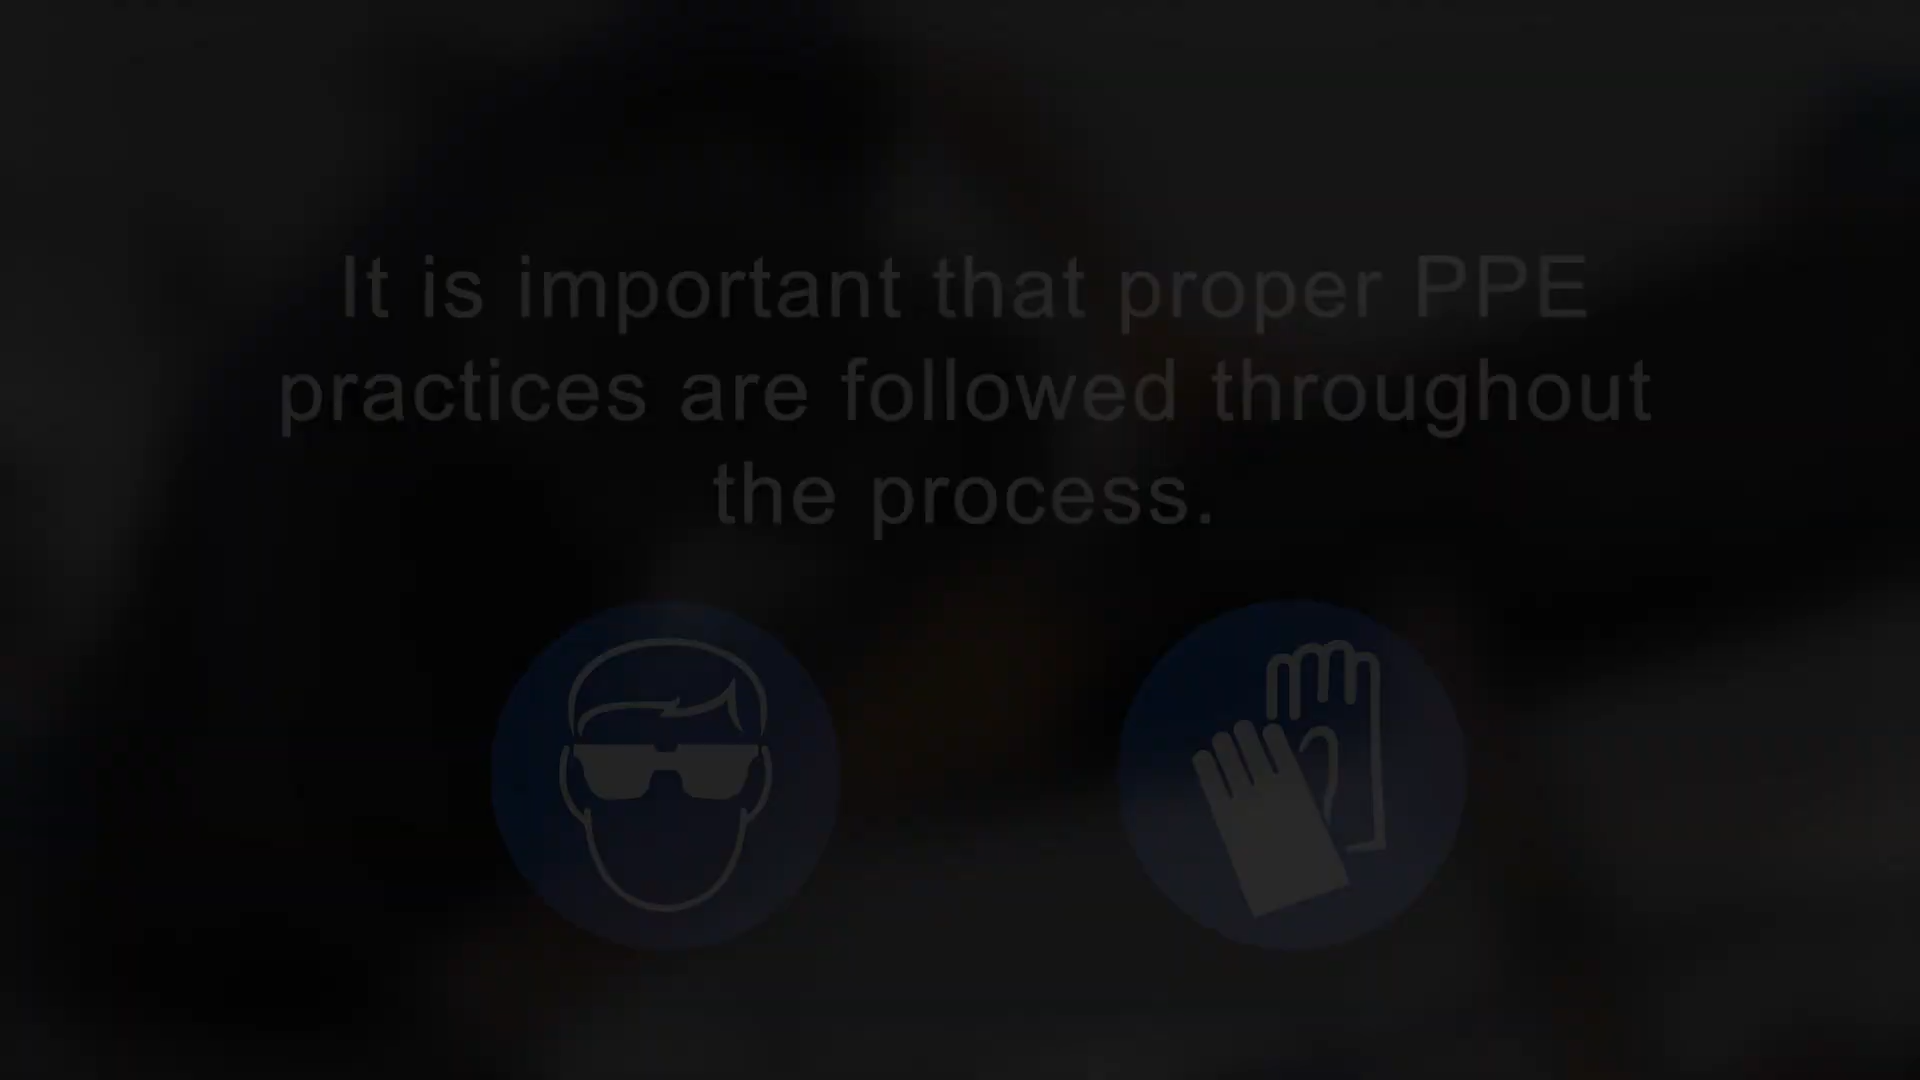 It is important that proper PPE
practices are followed throughout
the process.